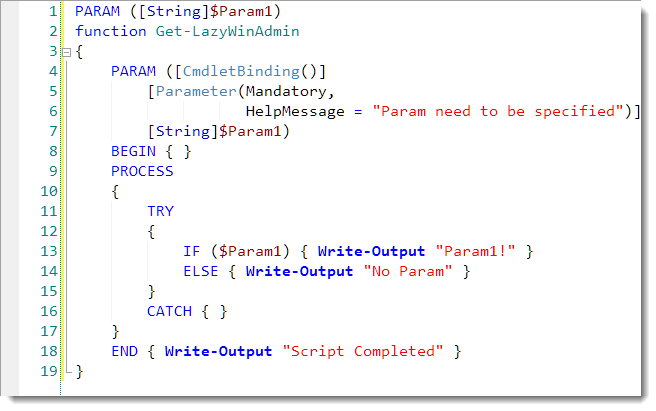 1 PARAM ([String]$Param1)
2 function Get-LazyWinAdmin
3 {
4     PARAM ([CmdletBinding()]
5         [Parameter(Mandatory,
6                    HelpMessage = "Param need to be specified")]
7         [String]$Param1)
8     BEGIN { }
9     PROCESS
10     {
11         TRY
12         {
13             IF ($Param1) { Write-Output "Param1!" }
14             ELSE { Write-Output "No Param" }
15         }
16         CATCH { }
17     }
18     END { Write-Output "Script Completed" }
19 }